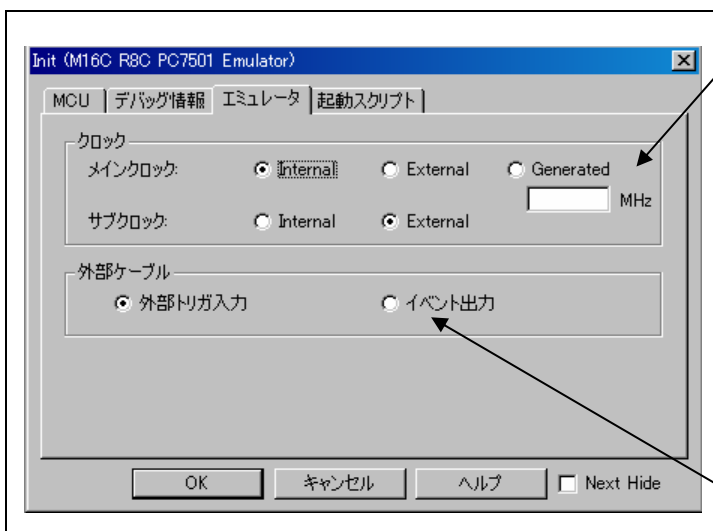 Init (M16C R8C PC7501 Emulator)
MCU デバッグ情報 エミュレータ 起動スクリプト
クロック
メインクロック: Internal External Generated
MHz
サブクロック: Internal External
外部ケーブル
外部トリガ入力 イベント出力
OK キャンセル ヘルプ Next Hide